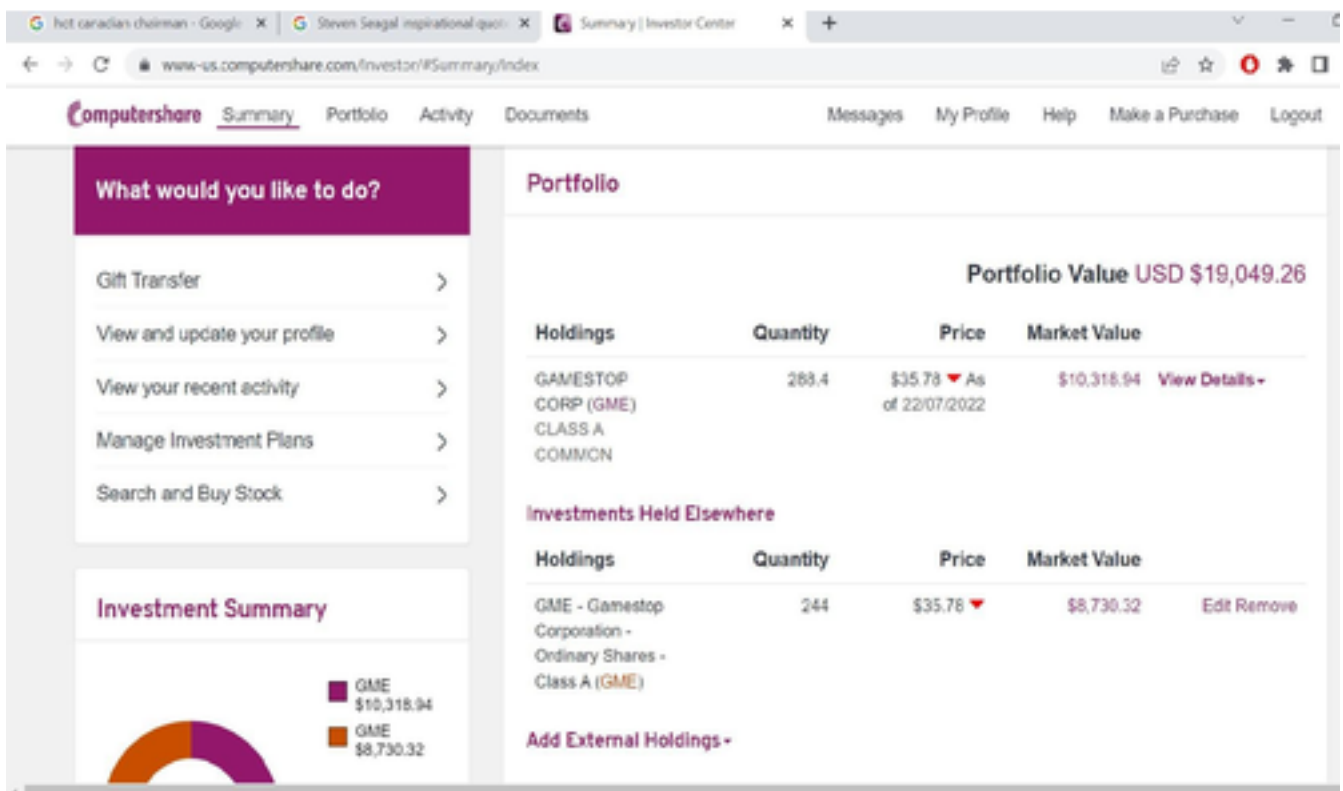 hot canadian chairman - Google
Steven Seagal inspirational quot
Summary | Investor Center
www-us.computershare.com/Investor/#Summary/Index
Computershare Summary Portfolio Activity Documents Messages My Profile Help Make a Purchase Logout
What would you like to do?
Gift Transfer
View and update your profile
View your recent activity
Manage Investment Plans
Search and Buy Stock
Investment Summary
GME
$10,318.94
GME
$8,730.32
Portfolio
Portfolio Value USD $19,049.26
Holdings Quantity Price Market Value
GAMESTOP 288.4 $35.78 As $10,318.94 View Details
CORP (GME) of 22/07/2022
CLASS A
COMMON
Investments Held Elsewhere
Holdings Quantity Price Market Value
GME - Gamestop 244 $35.78 $8,730.32 Edit Remove
Corporation -
Ordinary Shares -
Class A (GME)
Add External Holdings